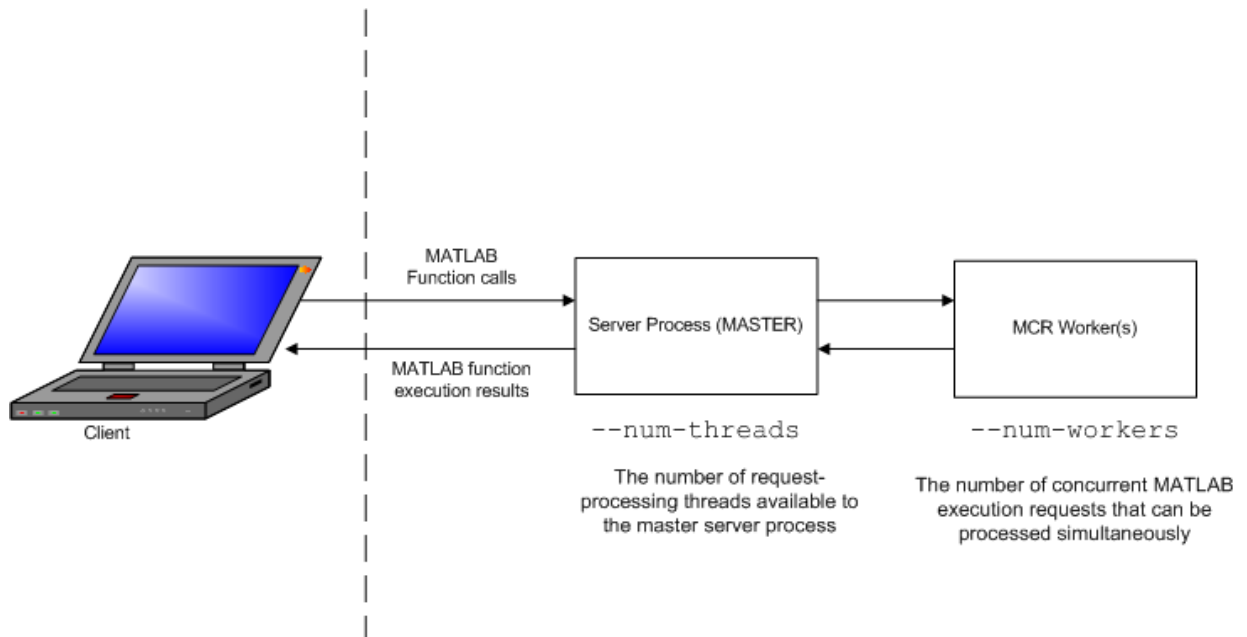 MATLAB
Function calls
Server Process (MASTER)
MCR Worker(s)
MATLAB function
execution results
Client
--num-threads
--num-workers
The number of request-
processing threads available to
the master server process
The number of concurrent MATLAB
execution requests that can be
processed simultaneously